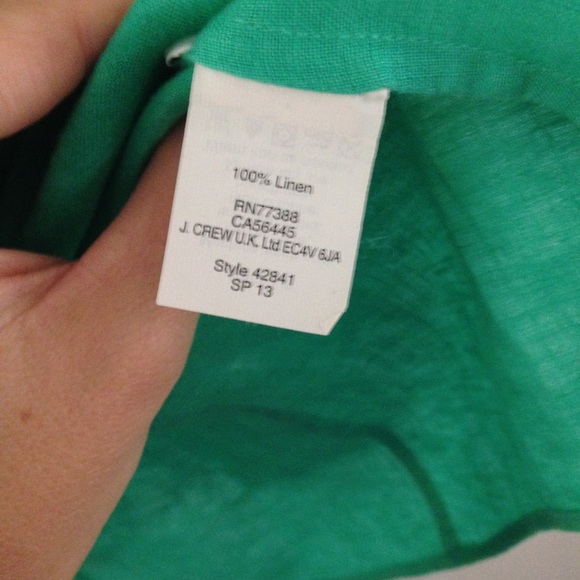 100% Linen
RN77388
CA56445
J. CREW U.K. Ltd EC4V 6JA
Style 42841
SP 13